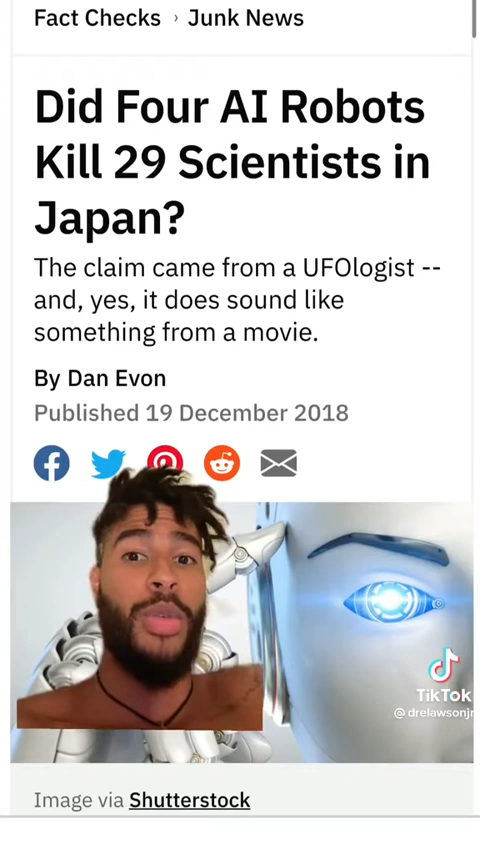 Fact Checks › Junk News
Did Four AI Robots
Kill 29 Scientists in
Japan?
The claim came from a UFOlogist --
and, yes, it does sound like
something from a movie.
By Dan Evon
Published 19 December 2018
TikTok
@drelawsonjr
Image via Shutterstock